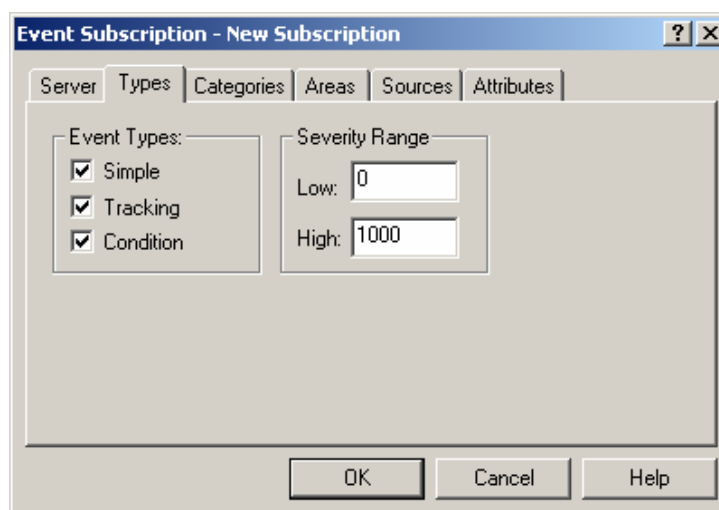 Event Subscription - New Subscription
Server Types Categories Areas Sources Attributes
Event Types:
Simple
Tracking
Condition
Severity Range
Low: 0
High: 1000
OK Cancel Help